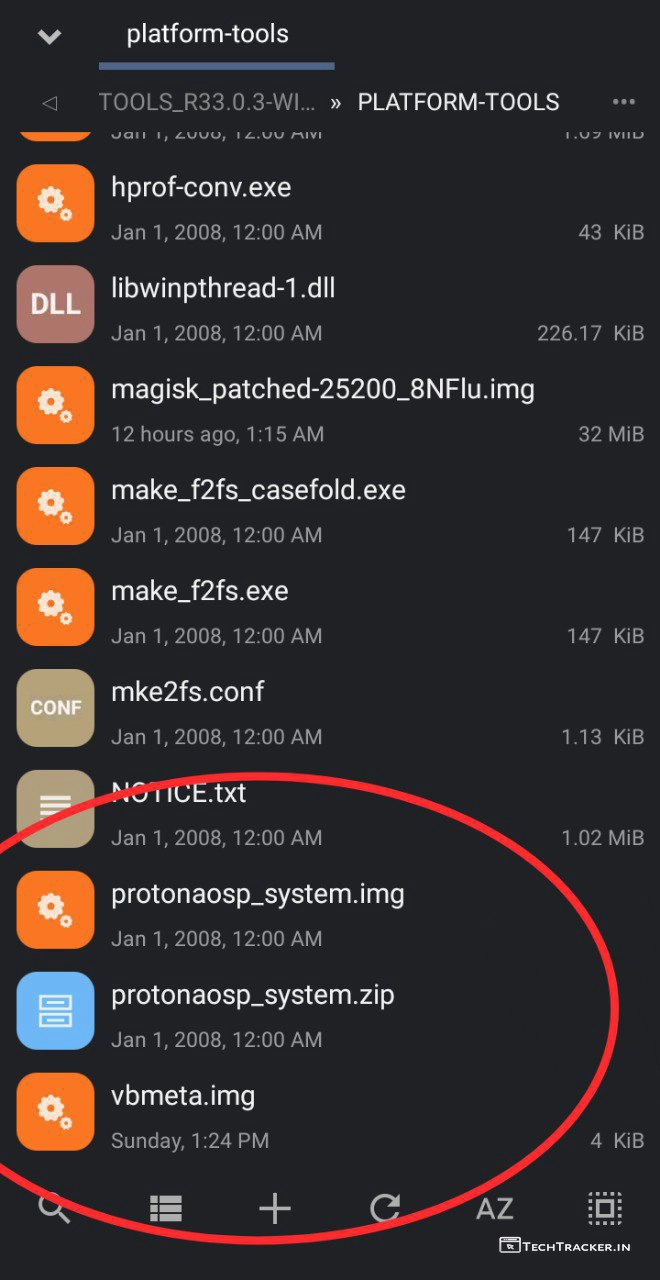 platform-tools
TOOLS_R33.0.3-WI... » PLATFORM-TOOLS
Jan 1, 2008, 12:00 AM 1.09 MiB
hprof-conv.exe
Jan 1, 2008, 12:00 AM 43 KiB
DLL
libwinpthread-1.dll
Jan 1, 2008, 12:00 AM 226.17 KiB
magisk_patched-25200_8NFlu.img
12 hours ago, 1:15 AM 32 MiB
make_f2fs_casefold.exe
Jan 1, 2008, 12:00 AM 147 KiB
make_f2fs.exe
Jan 1, 2008, 12:00 AM 147 KiB
CONF
mke2fs.conf
Jan 1, 2008, 12:00 AM 1.13 KiB
NOTICE.txt
Jan 1, 2008, 12:00 AM 1.02 MiB
protonaosp_system.img
Jan 1, 2008, 12:00 AM
protonaosp_system.zip
Jan 1, 2008, 12:00 AM
vbmeta.img
Sunday, 1:24 PM 4 KiB
AZ
TECHTRACKER.IN